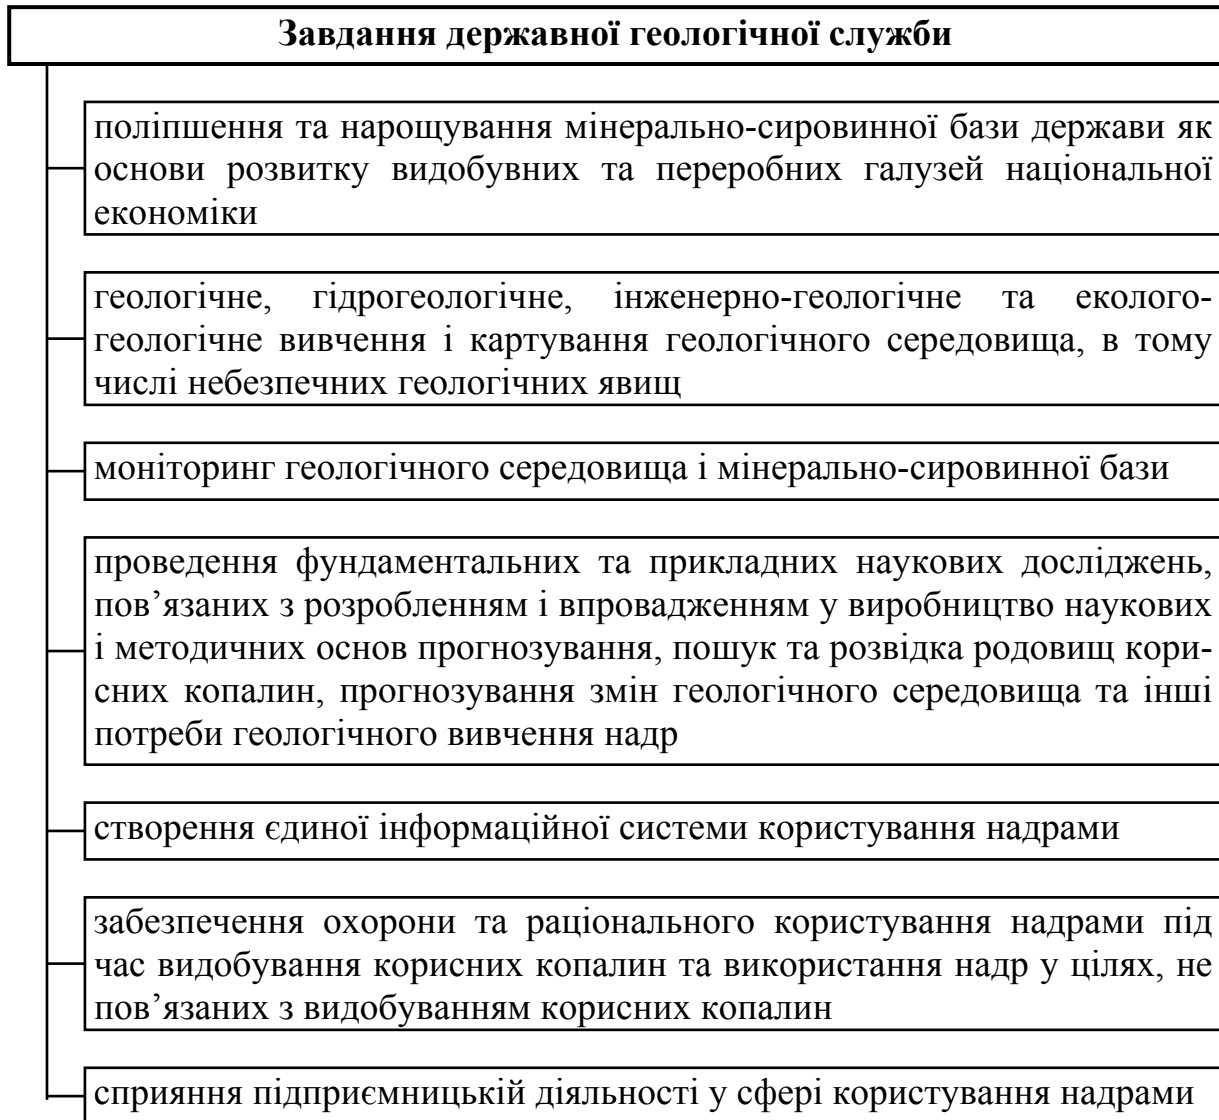 Завдання державної геологічної служби
поліпшення та нарощування мінерально-сировинної бази держави як
основи розвитку видобувних та переробних галузей національної
економіки
геологічне, гідрогеологічне, інженерно-геологічне та еколого-
геологічне вивчення і картування геологічного середовища, в тому
числі небезпечних геологічних явищ
моніторинг геологічного середовища і мінерально-сировинної бази
проведення фундаментальних та прикладних наукових досліджень,
пов’язаних з розробленням і впровадженням у виробництво наукових
і методичних основ прогнозування, пошук та розвідка родовищ кори-
сних копалин, прогнозування змін геологічного середовища та інші
потреби геологічного вивчення надр
створення єдиної інформаційної системи користування надрами
забезпечення охорони та раціонального користування надрами під
час видобування корисних копалин та використання надр у цілях, не
пов’язаних з видобуванням корисних копалин
сприяння підприємницькій діяльності у сфері користування надрами